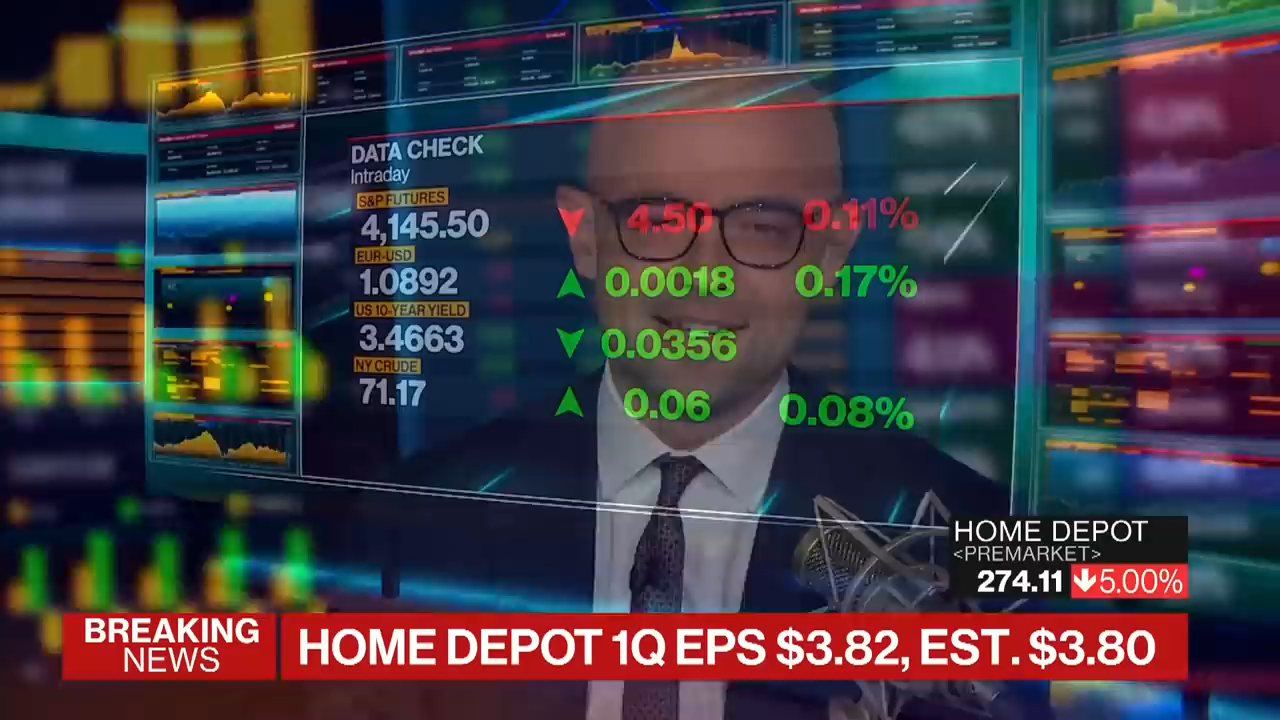 DATA CHECK
Intraday
S&P FUTURES
4,145.50 ▼ 4.50 0.11%
EUR-USD
1.0892 ▲ 0.0018 0.17%
US 10-YEAR YIELD
3.4663 ▼ 0.0356
NY CRUDE
71.17 ▲ 0.06 0.08%
HOME DEPOT
<PREMARKET>
274.11 ↓5.00%
BREAKING
NEWS
HOME DEPOT 1Q EPS $3.82, EST. $3.80